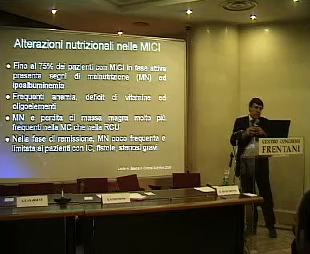 Alterazioni nutrizionali nelle MICI
Fino al 75% dei pazienti con MICI in fase attiva
presenta segni di malnutrizione (MN) ed
ipoalbuminemia
Frequenti anemia, deficit di vitamine ed
oligoelementi
MN e perdita di massa magra molto più
frequenti nella MC che nella RCU
Nella fase di remissione, MN poco frequente e
limitata ai pazienti con IC, fistole, stenosi gravi
CENTRO CONGRESSI
FRENTANI